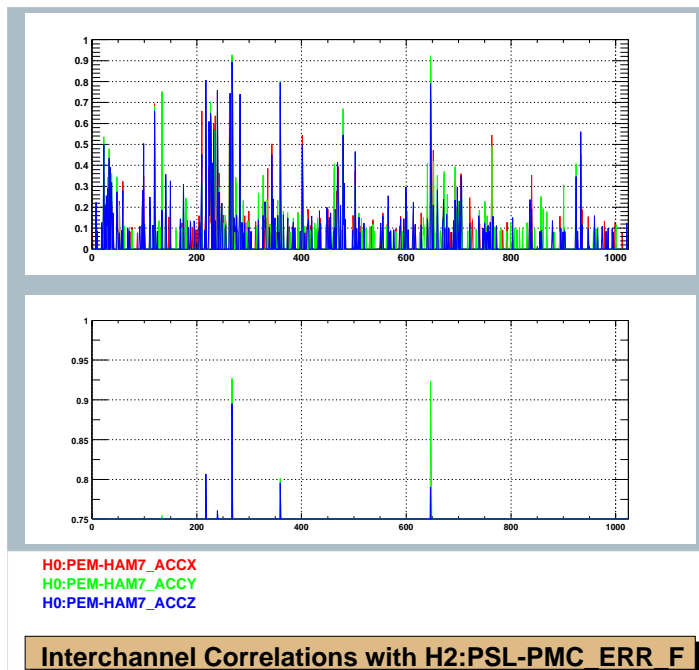 1
0.9
0.8
0.7
0.6
0.5
0.4
0.3
0.2
0.1
0
0 200 400 600 800 1000
1
0.95
0.9
0.85
0.8
0.75
0 200 400 600 800 1000
H0:PEM-HAM7_ACCX
H0:PEM-HAM7_ACCY
H0:PEM-HAM7_ACCZ
Interchannel Correlations with H2:PSL-PMC_ERR_F